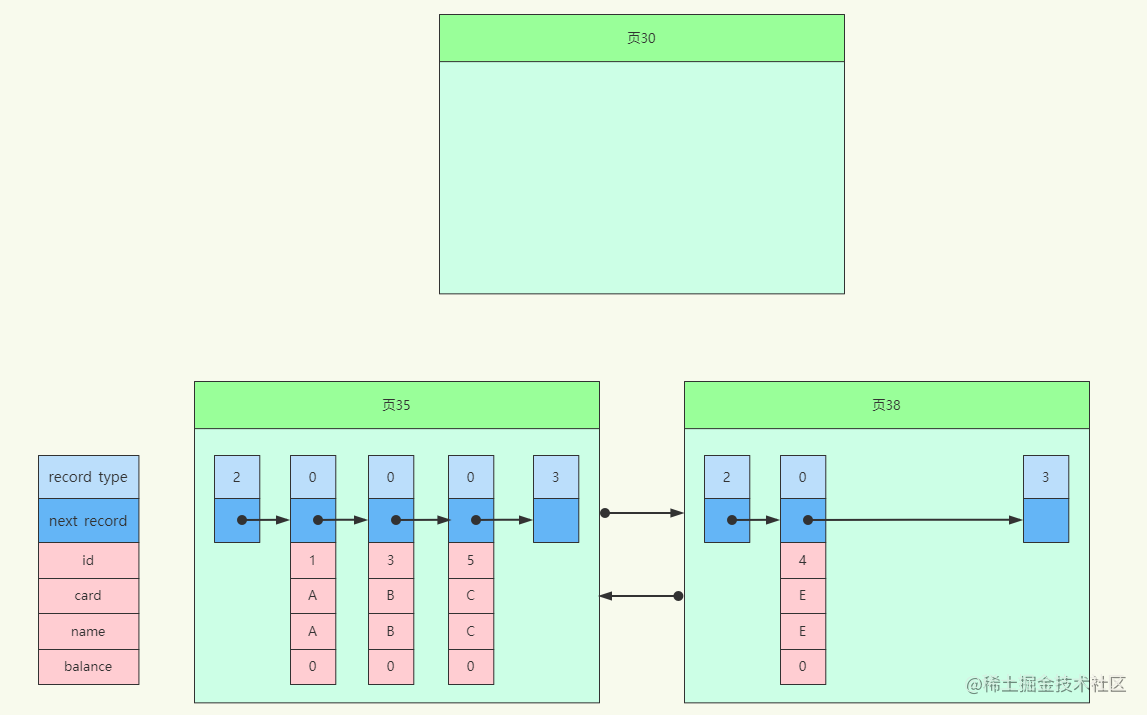 页30
页35
页38
record type
2
0
0
0
3
2
0
3
next record
id
1
3
5
4
card
A
B
C
E
name
A
B
C
E
balance
0
0
0
0
@稀土掘金技术社区